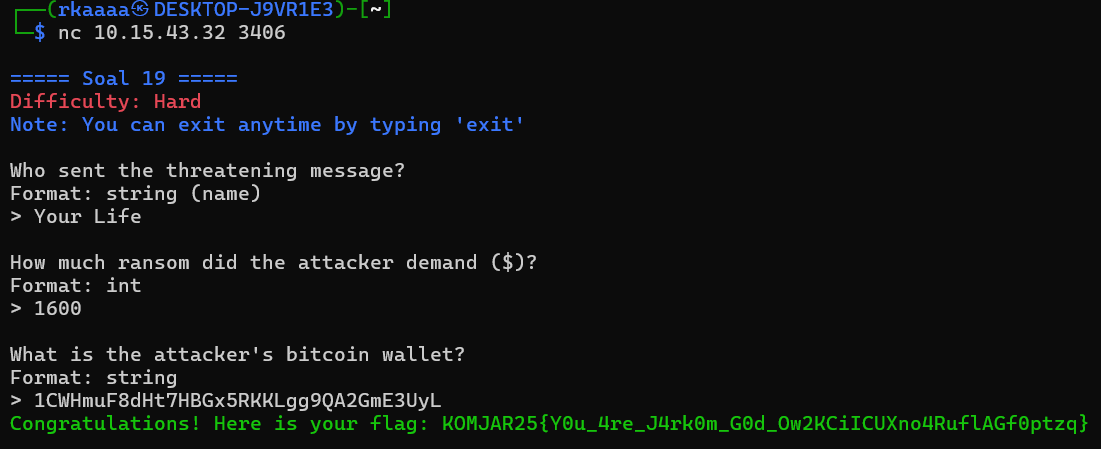 ┌──(rkaaaa㉿DESKTOP-J9VR1E3)-[~]
└─$ nc 10.15.43.32 3406
===== Soal 19 =====
Difficulty: Hard
Note: You can exit anytime by typing 'exit'
Who sent the threatening message?
Format: string (name)
> Your Life
How much ransom did the attacker demand ($)?
Format: int
> 1600
What is the attacker's bitcoin wallet?
Format: string
> 1CWHmuF8dHt7HBGx5RKKLgg9QA2GmE3UyL
Congratulations! Here is your flag: KOMJAR25{Y0u_4re_J4rk0m_G0d_Ow2KCiICUXno4RuflAGf0ptzq}